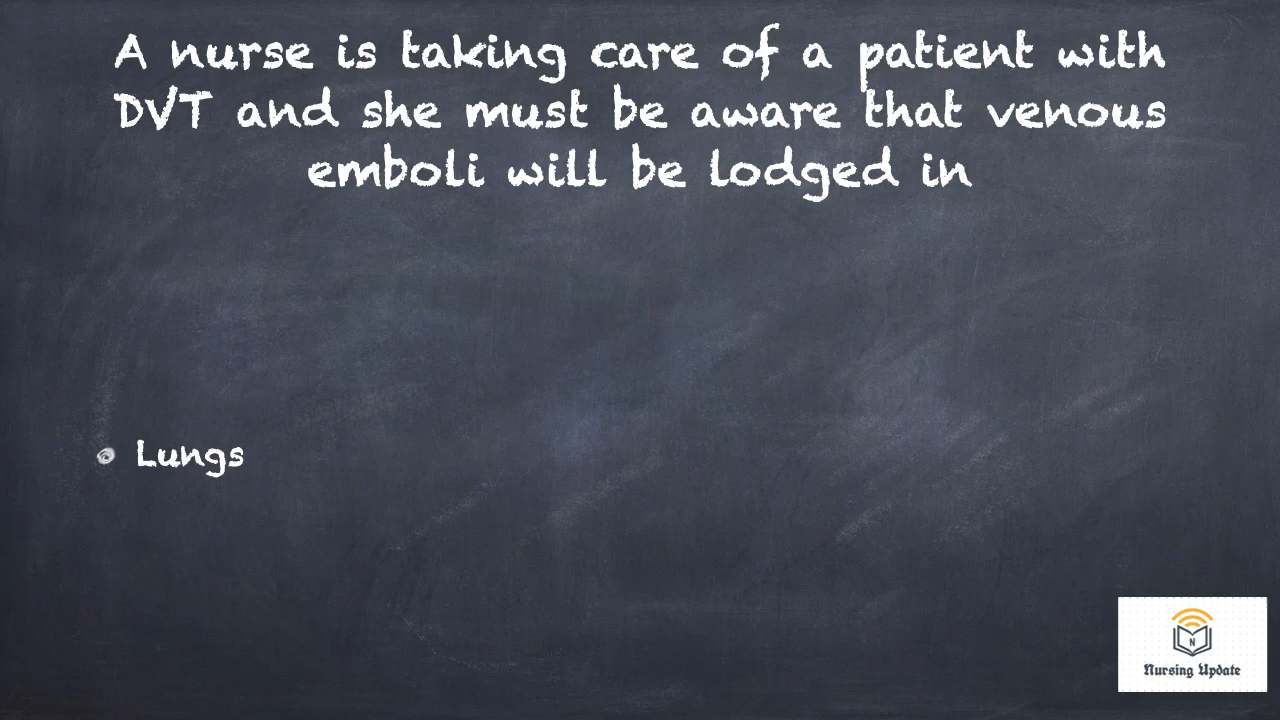 A nurse is taking care of a patient with
DVT and she must be aware that venous
emboli will be lodged in
Lungs
N
Nursing Update